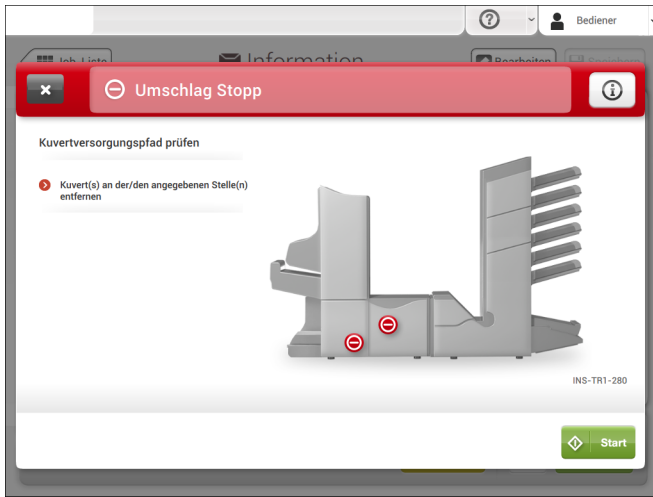 Bediener
Job-Liste
Information
Bearbeiten
Speichern
Umschlag Stopp
Kuvertversorgungspfad prüfen
Kuvert(s) an der/den angegebenen Stelle(n)
entfernen
INS-TR1-280
Start